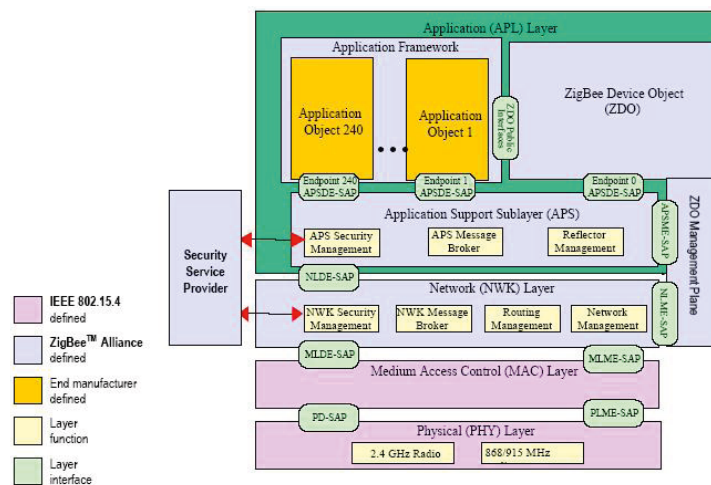 Application (APL) Layer
Application Framework
Application
Object 240
Application
Object 1
ZDO Public
Interfaces
ZigBee Device Object
(ZDO)
Endpoint 240
APSDE-SAP
Endpoint 1
APSDE-SAP
Endpoint 0
APSDE-SAP
Application Support Sublayer (APS)
APS Security
Management
APS Message
Broker
Reflector
Management
APSME-SAP
ZDO Management Plane
Security
Service
Provider
NLDE-SAP
Network (NWK) Layer
NWK Security
Management
NWK Message
Broker
Routing
Management
Network
Management
NLME-SAP
MLDE-SAP
MLME-SAP
Medium Access Control (MAC) Layer
PD-SAP
PLME-SAP
Physical (PHY) Layer
2.4 GHz Radio
868/915 MHz
IEEE 802.15.4
defined
ZigBee™ Alliance
defined
End manufacturer
defined
Layer
function
Layer
interface